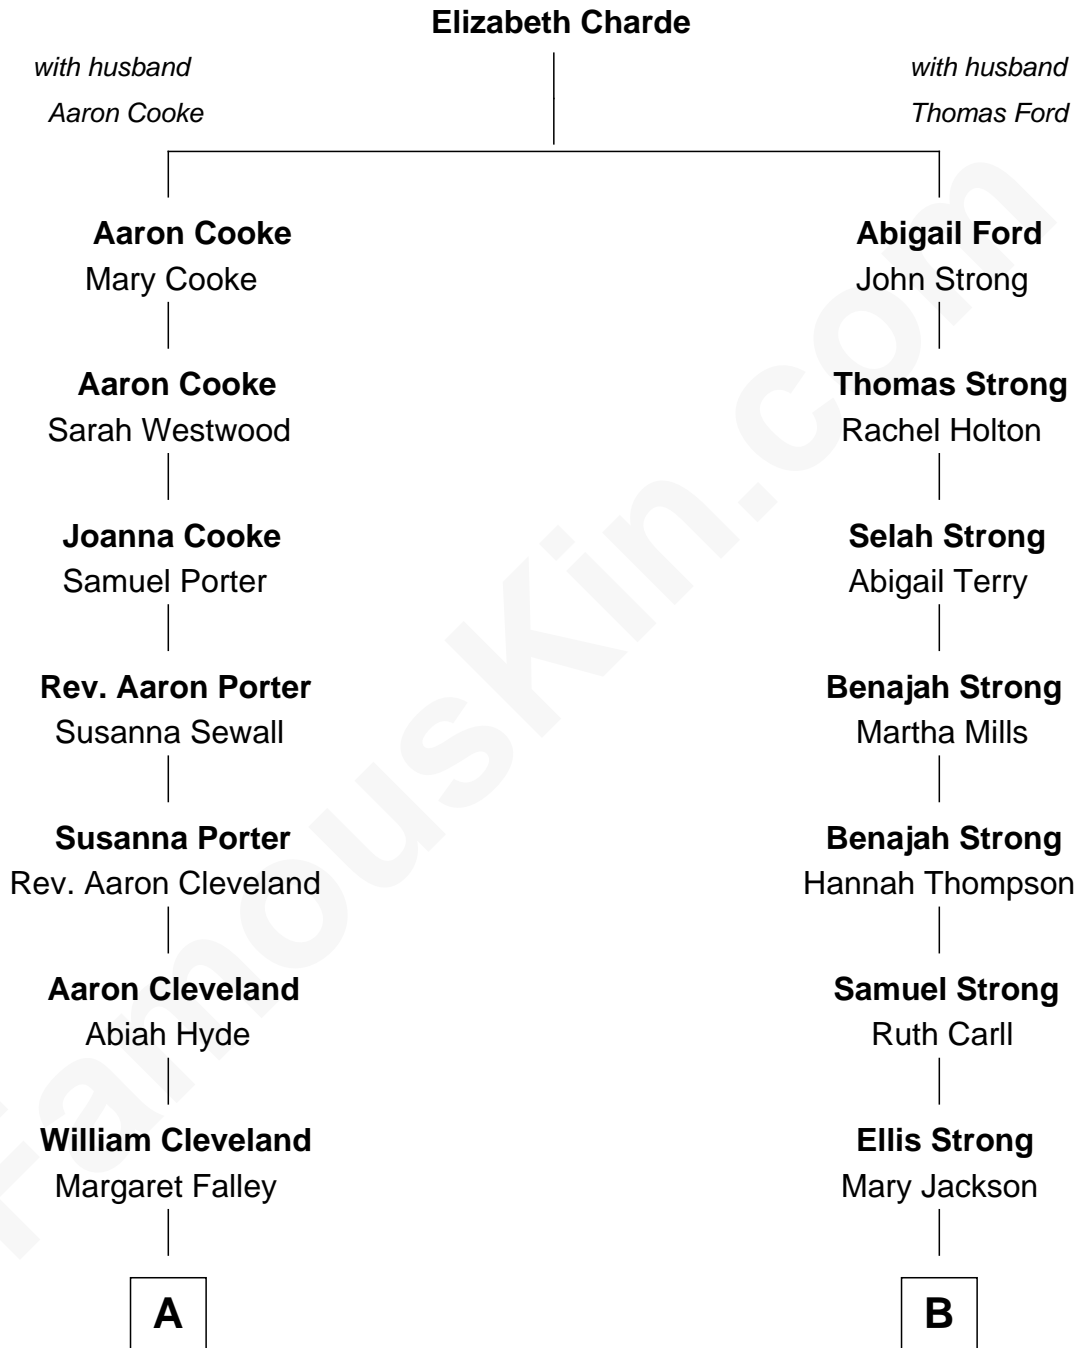 Elizabeth Charde
with husband
Aaron Cooke
with husband
Thomas Ford
Aaron Cooke
Mary Cooke
Abigail Ford
John Strong
Aaron Cooke
Sarah Westwood
Thomas Strong
Rachel Holton
Joanna Cooke
Samuel Porter
Selah Strong
Abigail Terry
Rev. Aaron Porter
Susanna Sewall
Benajah Strong
Martha Mills
Susanna Porter
Rev. Aaron Cleveland
Benajah Strong
Hannah Thompson
Aaron Cleveland
Abiah Hyde
Samuel Strong
Ruth Carll
William Cleveland
Margaret Falley
Ellis Strong
Mary Jackson
A
B
FamousKin.com